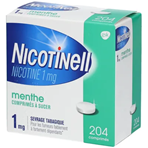 Nicotinell
NICOTINE 1 mg
menthe
COMPRIMÉS À SUCER
1 mg
SEVRAGE TABAGIQUE
204
comprimés